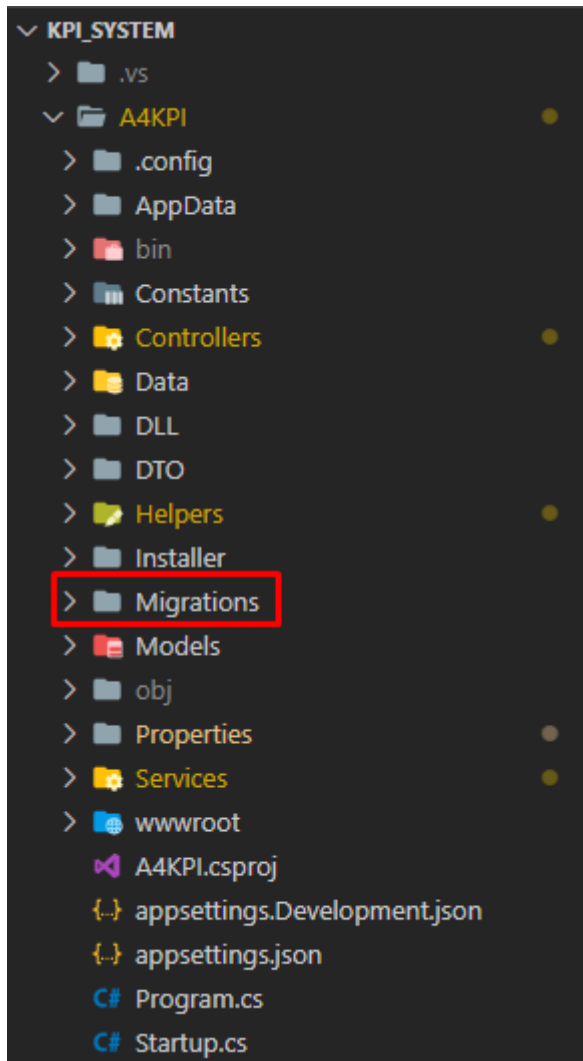 KPI_SYSTEM
.vs
A4KPI
.config
AppData
bin
Constants
Controllers
Data
DLL
DTO
Helpers
Installer
Migrations
Models
obj
Properties
Services
wwwroot
A4KPI.csproj
{..} appsettings.Development.json
{..} appsettings.json
C# Program.cs
C# Startup.cs